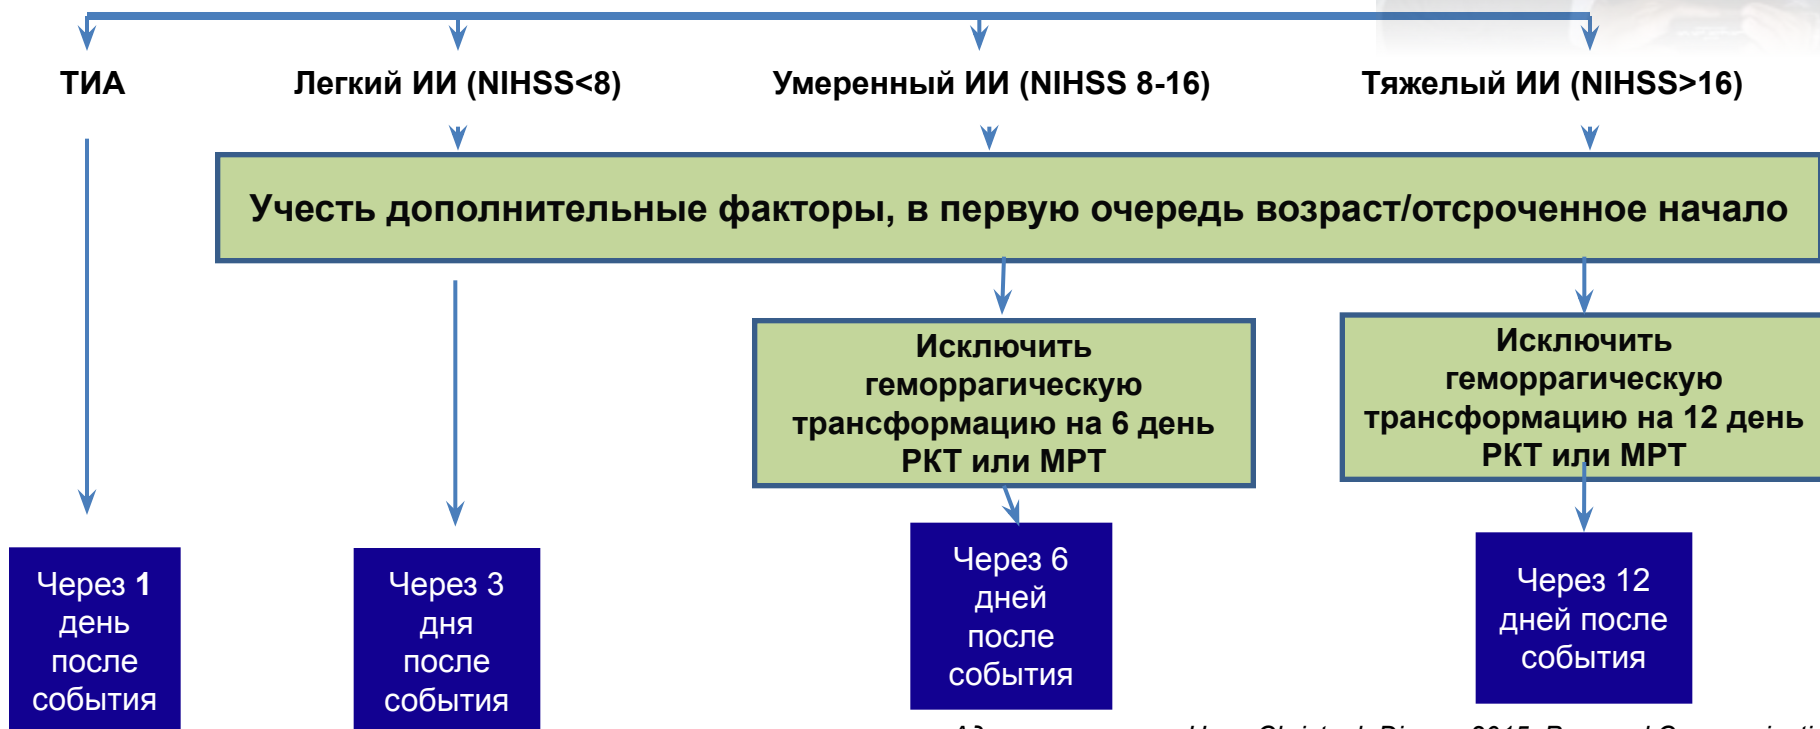 ТИА
Легкий ИИ (NIHSS<8)
Умеренный ИИ (NIHSS 8-16)
Тяжелый ИИ (NIHSS>16)
Учесть дополнительные факторы, в первую очередь возраст/отсроченное начало
Исключить
геморрагическую
трансформацию на 6 день
РКТ или МРТ
Исключить
геморрагическую
трансформацию на 12 день
РКТ или МРТ
Через 1
день
после
события
Через 3
дня
после
события
Через 6
дней
после
события
Через 12
дней после
события